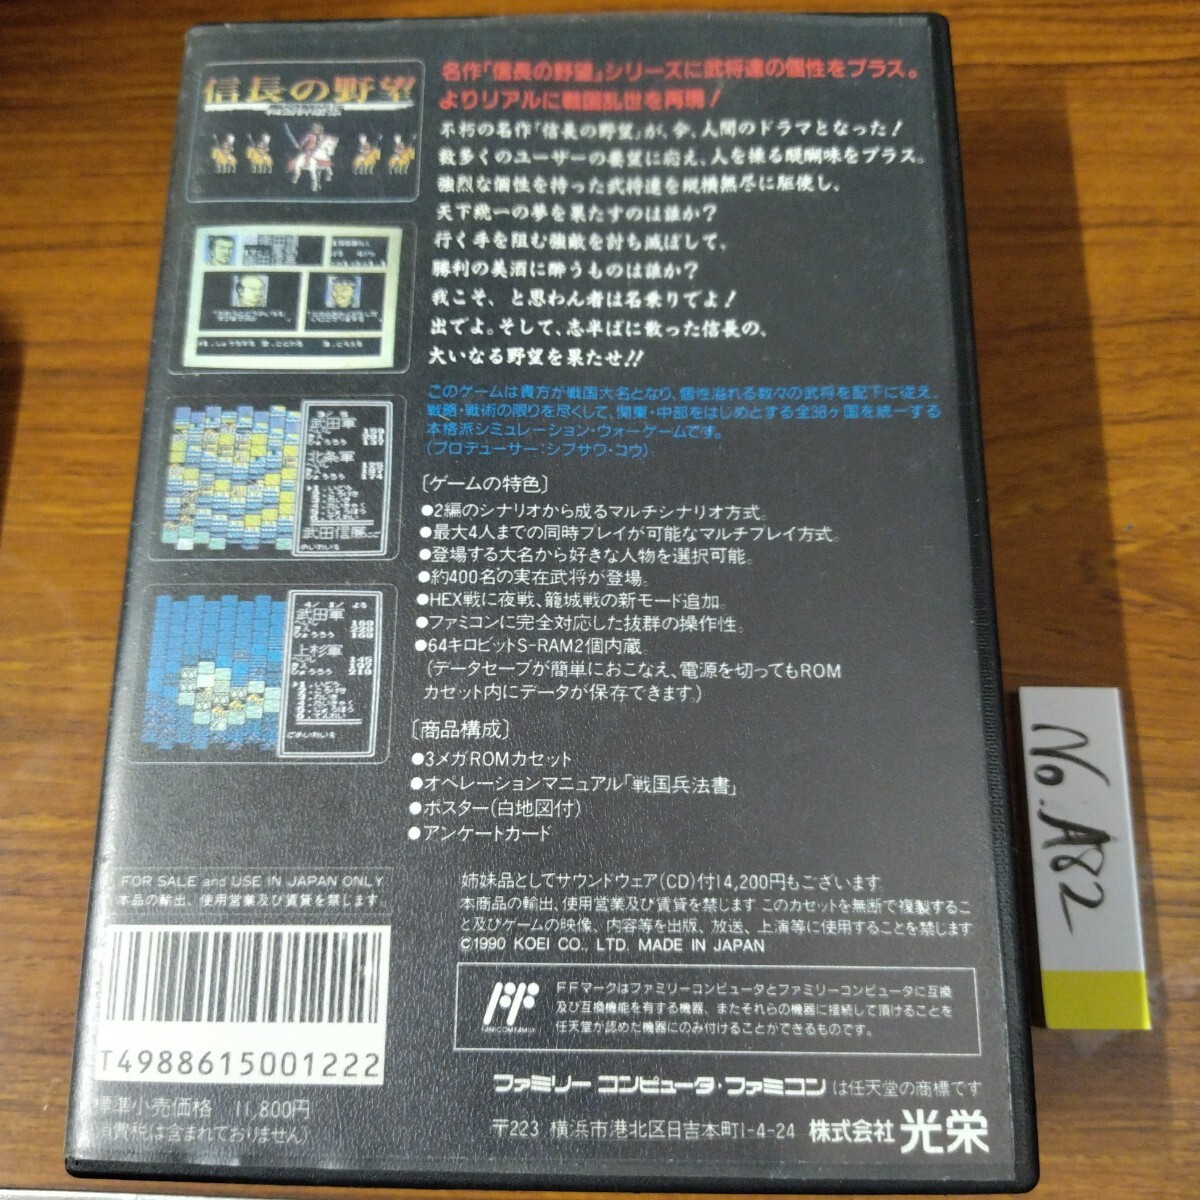 信長の野望
名作「信長の野望」シリーズに武将達の個性をプラス。
よりリアルに戦国乱世を再現！
不朽の名作「信長の野望」が、今、人間のドラマとなった！
数多くのユーザーの要望に応え、人を操る醍醐味をプラス。
強烈な個性を持った武将達を縦横無尽に駆使し、
天下統一の夢を果たすのは誰か？
行く手を阻む強敵を討ち滅ぼして、
勝利の美酒に酔うものは誰か？
我こそ、と思わん者は名乗りでよ！
出でよ。そして、志半ばに散った信長の、
大いなる野望を果たせ!!
このゲームは貴方が戦国大名となり、個性溢れる数々の武将を配下に従え、
戦略・戦術の限りを尽くして、関東・中部をはじめとする全38ヶ国を統一する
本格派シミュレーション・ウォーゲームです。
(プロデューサー:シブサワ・コウ)
武田軍
北条軍
武田信廉
武田軍
上杉軍
〔ゲームの特色〕
●2編のシナリオから成るマルチシナリオ方式。
●最大4人までの同時プレイが可能なマルチプレイ方式。
●登場する大名から好きな人物を選択可能。
●約400名の実在武将が登場。
●HEX戦に夜戦、籠城戦の新モード追加。
●ファミコンに完全対応した抜群の操作性。
●64キロビットS-RAM2個内蔵。
(データセーブが簡単におこなえ、電源を切ってもROM
カセット内にデータが保存できます。)
〔商品構成〕
●3メガROMカセット
●オペレーションマニュアル「戦国兵法書」
●ポスター(白地図付)
●アンケートカード
FOR SALE and USE IN JAPAN ONLY
本品の輸出、使用営業及び賃貸を禁じます。
姉妹品としてサウンドウェア(CD)付14,200円もございます。
本商品の輸出、使用営業及び賃貸を禁じます このカセットを無断で複製するこ
と及びゲームの映像、内容等を出版、放送、上演等に使用することを禁じます
©1990 KOEI CO., LTD. MADE IN JAPAN
FAMICOM FAMILY
FFマークはファミリーコンピュータとファミリーコンピュータに互換
及び互換機能を有する機器、またそれらの機器に接続して頂けることを
任天堂が認めた機器にのみ付けることができるものです。
T4988615001222
標準小売価格 11,800円
(消費税は含まれておりません)
ファミリー コンピュータ・ファミコン は任天堂の商標です
〒223 横浜市港北区日吉本町1-4-24 株式会社 光栄
No.A82